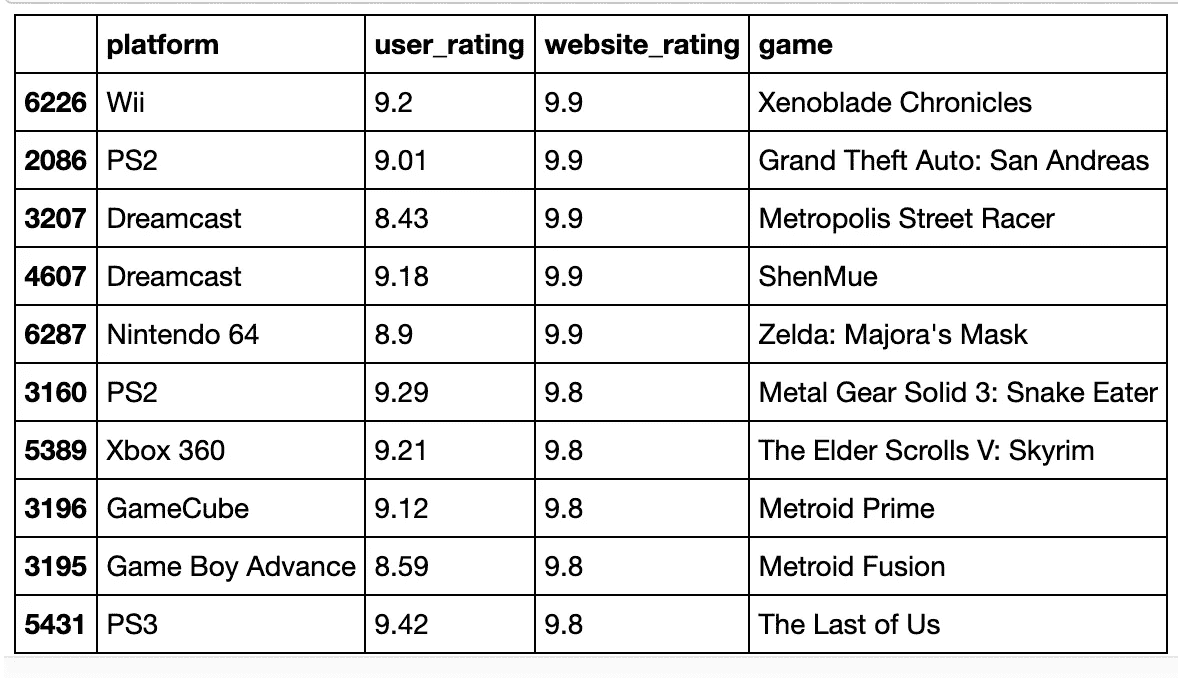 platform user_rating website_rating game
6226 Wii 9.2 9.9 Xenoblade Chronicles
2086 PS2 9.01 9.9 Grand Theft Auto: San Andreas
3207 Dreamcast 8.43 9.9 Metropolis Street Racer
4607 Dreamcast 9.18 9.9 ShenMue
6287 Nintendo 64 8.9 9.9 Zelda: Majora's Mask
3160 PS2 9.29 9.8 Metal Gear Solid 3: Snake Eater
5389 Xbox 360 9.21 9.8 The Elder Scrolls V: Skyrim
3196 GameCube 9.12 9.8 Metroid Prime
3195 Game Boy Advance 8.59 9.8 Metroid Fusion
5431 PS3 9.42 9.8 The Last of Us